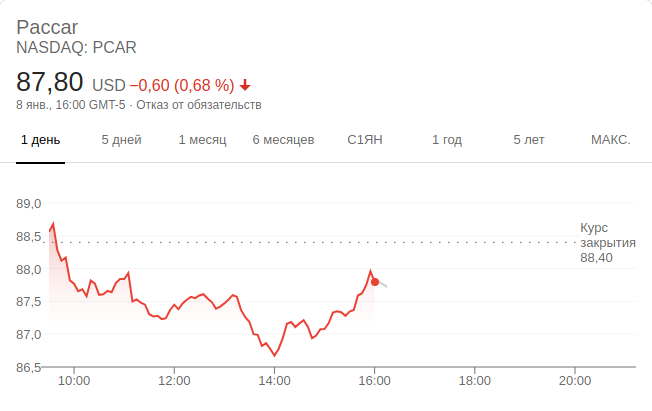 Paccar
NASDAQ: PCAR
87,80 USD −0,60 (0,68 %)
8 янв., 16:00 GMT-5 · Отказ от обязательств
1 день 5 дней 1 месяц 6 месяцев С1ЯН 1 год 5 лет МАКС.
89,0
88,5
88,0
87,5
87,0
86,5
Курс
закрытия
88,40
10:00 12:00 14:00 16:00 18:00 20:00